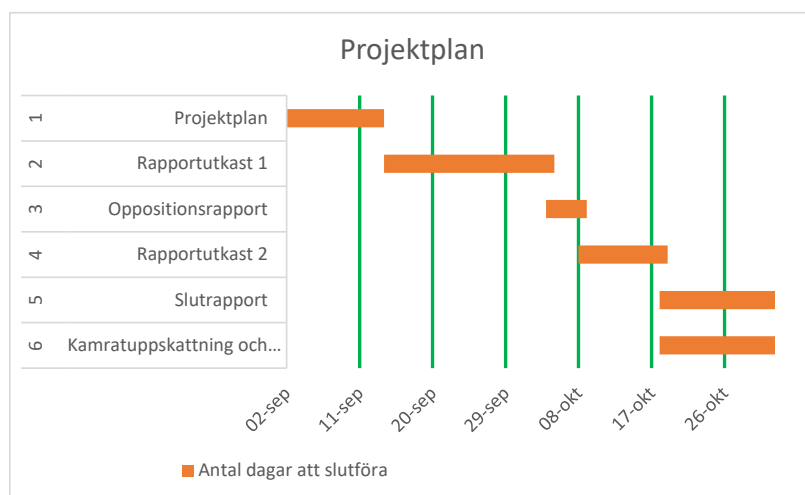 Projektplan
1 Projektplan
2 Rapportutkast 1
3 Oppositionsrapport
4 Rapportutkast 2
5 Slutrapport
6 Kamratuppskattning och...
02-sep 11-sep 20-sep 29-sep 08-okt 17-okt 26-okt
Antal dagar att slutföra